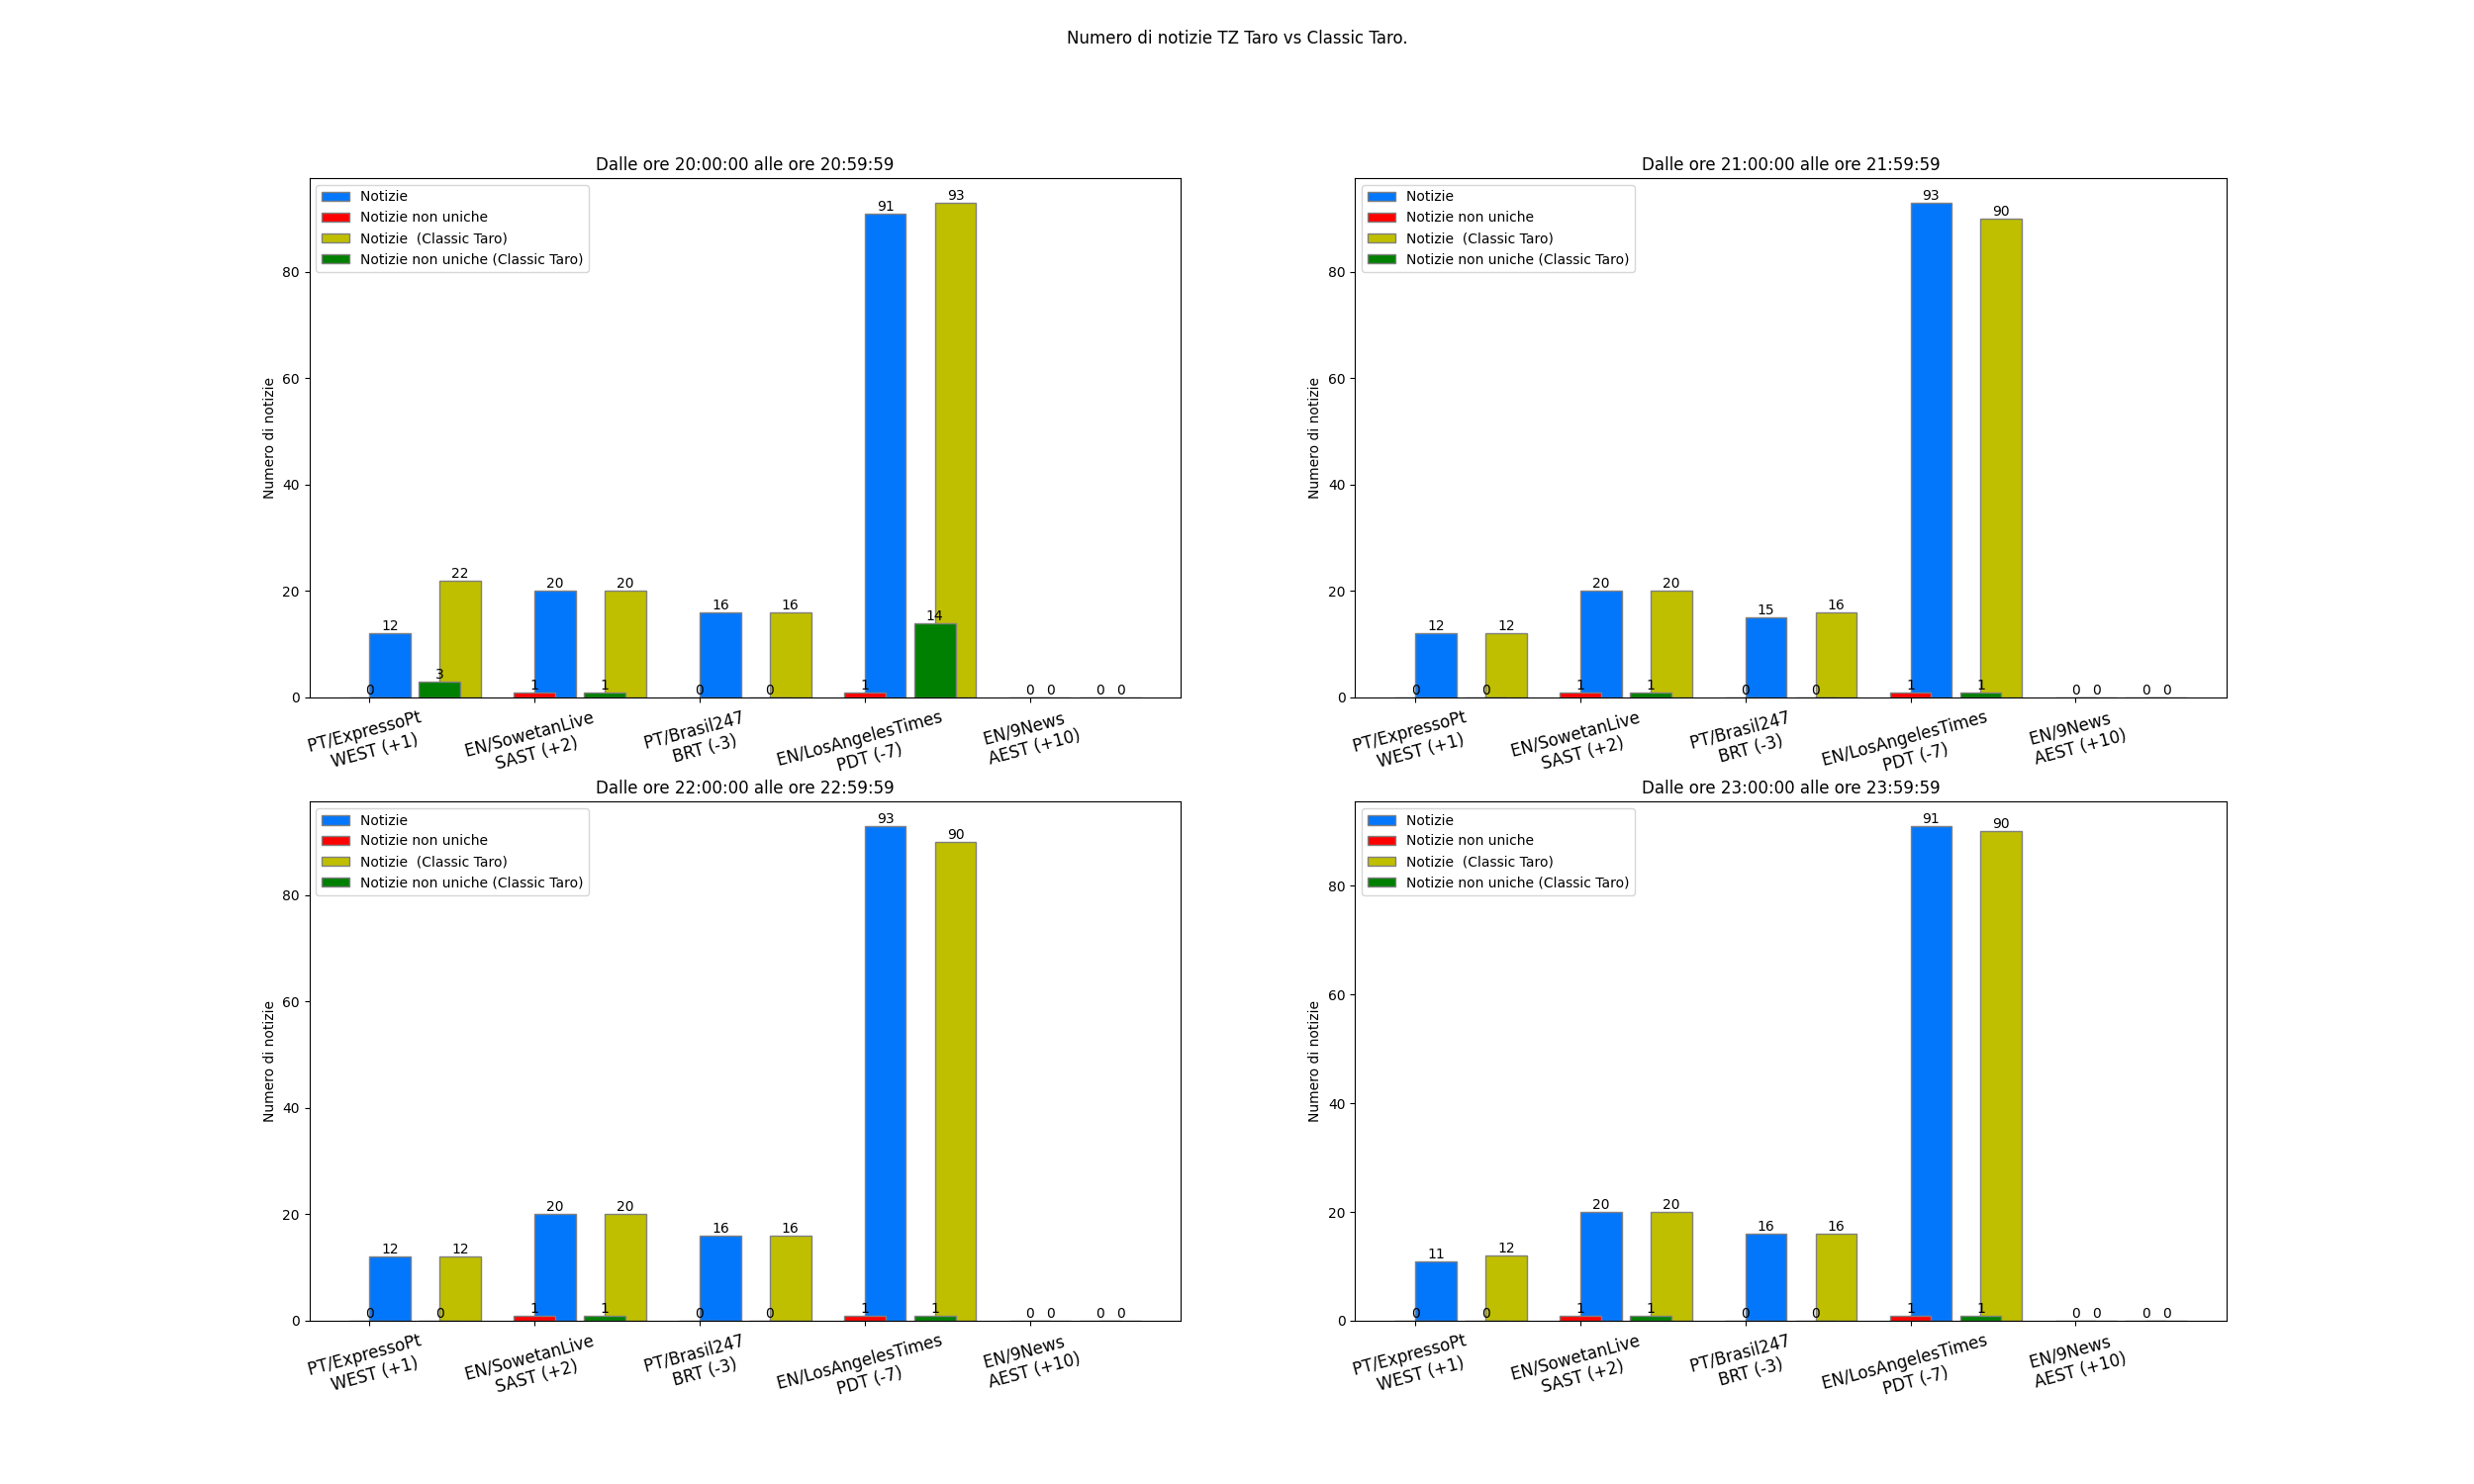 Numero di notizie TZ Taro vs Classic Taro.
Dalle ore 20:00:00 alle ore 20:59:59
Notizie
Notizie non uniche
Notizie  (Classic Taro)
Notizie non uniche (Classic Taro)
Numero di notizie
80
60
40
20
0
12
22
20
20
16
16
91
93
0
3
1
1
0
0
1
14
0
0
0
0
PT/ExpressoPt
WEST (+1)
EN/SowetanLive
SAST (+2)
PT/Brasil247
BRT (-3)
EN/LosAngelesTimes
PDT (-7)
EN/9News
AEST (+10)
Dalle ore 21:00:00 alle ore 21:59:59
Notizie
Notizie non uniche
Notizie  (Classic Taro)
Notizie non uniche (Classic Taro)
Numero di notizie
80
60
40
20
0
12
12
20
20
15
16
93
90
0
0
1
1
0
0
1
1
0
0
0
0
PT/ExpressoPt
WEST (+1)
EN/SowetanLive
SAST (+2)
PT/Brasil247
BRT (-3)
EN/LosAngelesTimes
PDT (-7)
EN/9News
AEST (+10)
Dalle ore 22:00:00 alle ore 22:59:59
Notizie
Notizie non uniche
Notizie  (Classic Taro)
Notizie non uniche (Classic Taro)
Numero di notizie
80
60
40
20
0
12
12
20
20
16
16
93
90
0
0
1
1
0
0
1
1
0
0
0
0
PT/ExpressoPt
WEST (+1)
EN/SowetanLive
SAST (+2)
PT/Brasil247
BRT (-3)
EN/LosAngelesTimes
PDT (-7)
EN/9News
AEST (+10)
Dalle ore 23:00:00 alle ore 23:59:59
Notizie
Notizie non uniche
Notizie  (Classic Taro)
Notizie non uniche (Classic Taro)
Numero di notizie
80
60
40
20
0
11
12
20
20
16
16
91
90
0
0
1
1
0
0
1
1
0
0
0
0
PT/ExpressoPt
WEST (+1)
EN/SowetanLive
SAST (+2)
PT/Brasil247
BRT (-3)
EN/LosAngelesTimes
PDT (-7)
EN/9News
AEST (+10)